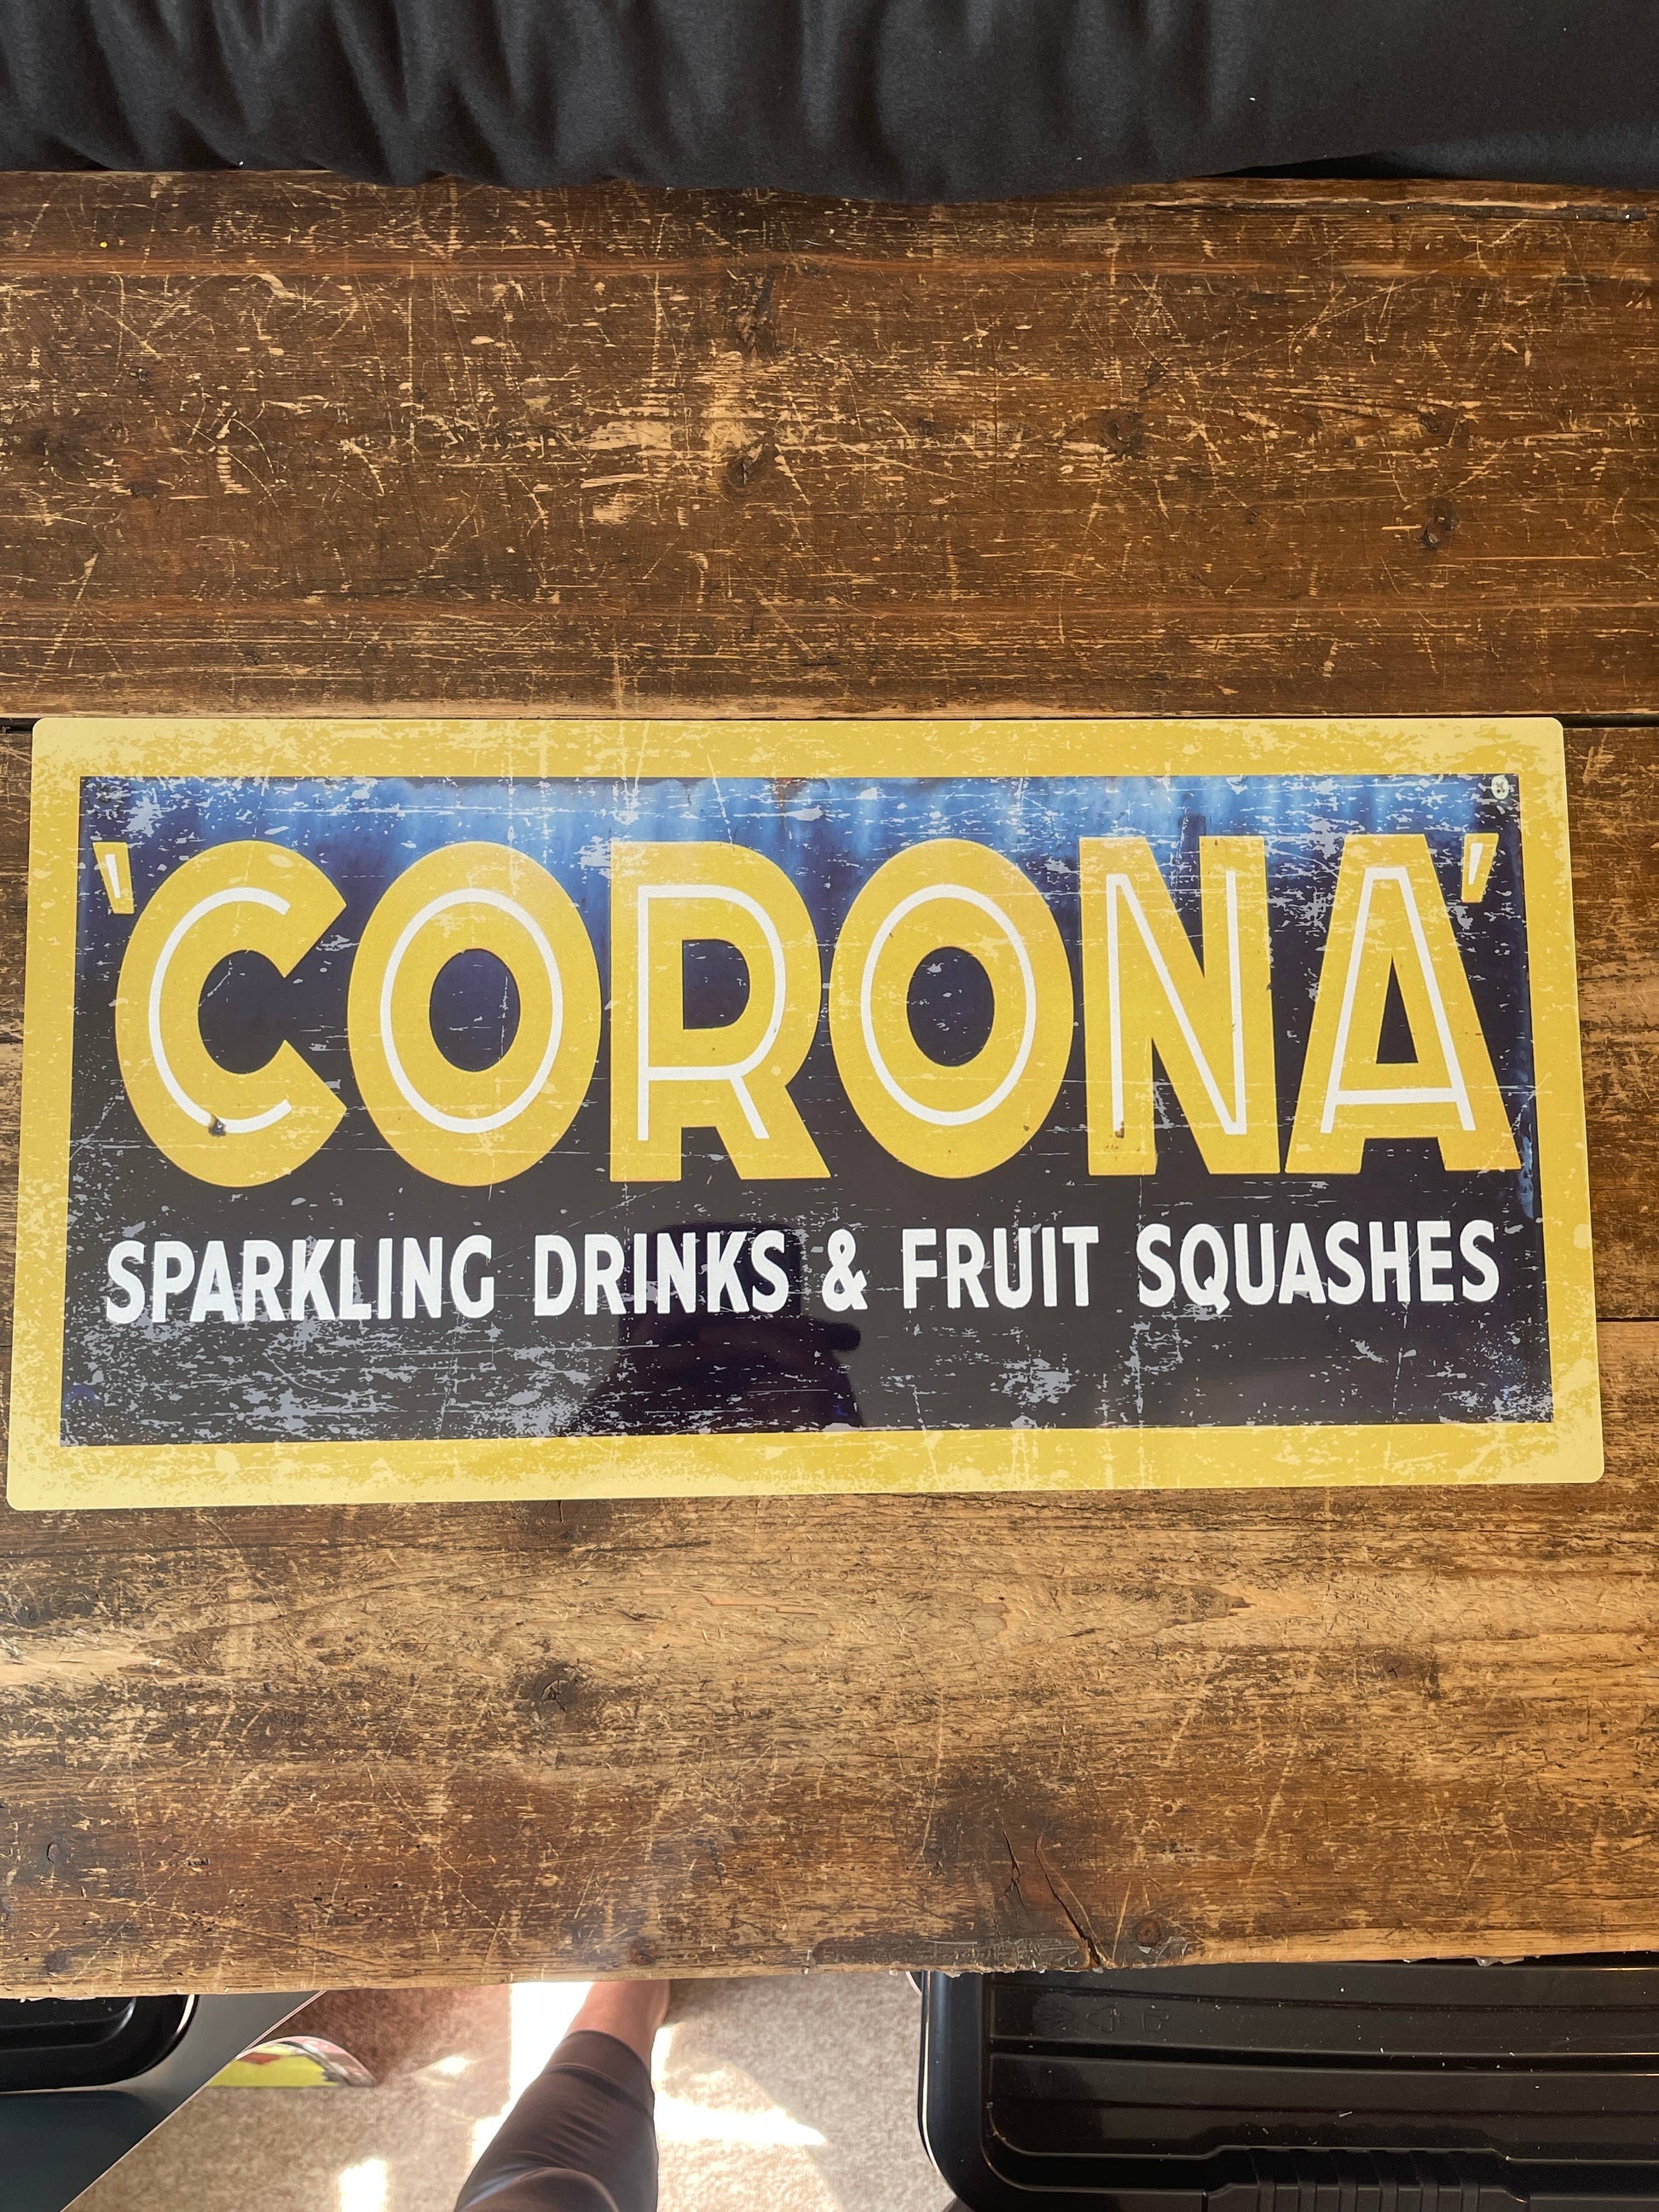 'CORONA'
SPARKLING DRINKS & FRUIT SQUASHES